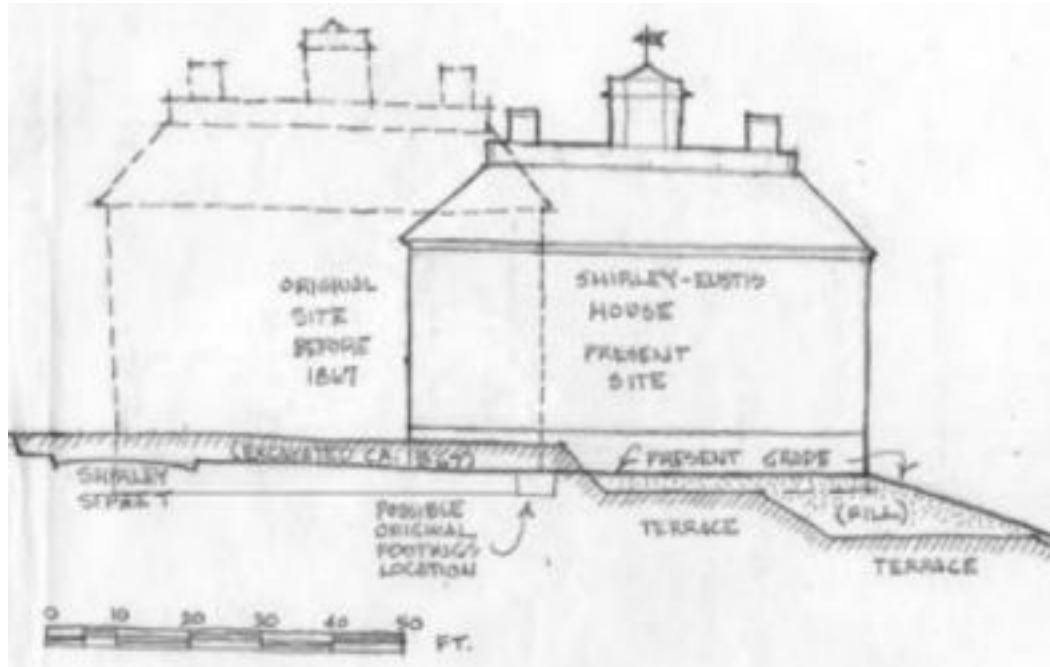 ORIGINAL
SITE
BEFORE
1867
SHIRLEY-EUSTIS
HOUSE
PRESENT
SITE
(EXCAVATED CA.
PRESENT GRADE
SHIRLEY
STREET
POSSIBLE
ORIGINAL
FOOTINGS
LOCATION
TERRACE
(FILL)
TERRACE
0 10 20 30 40 50
FT.